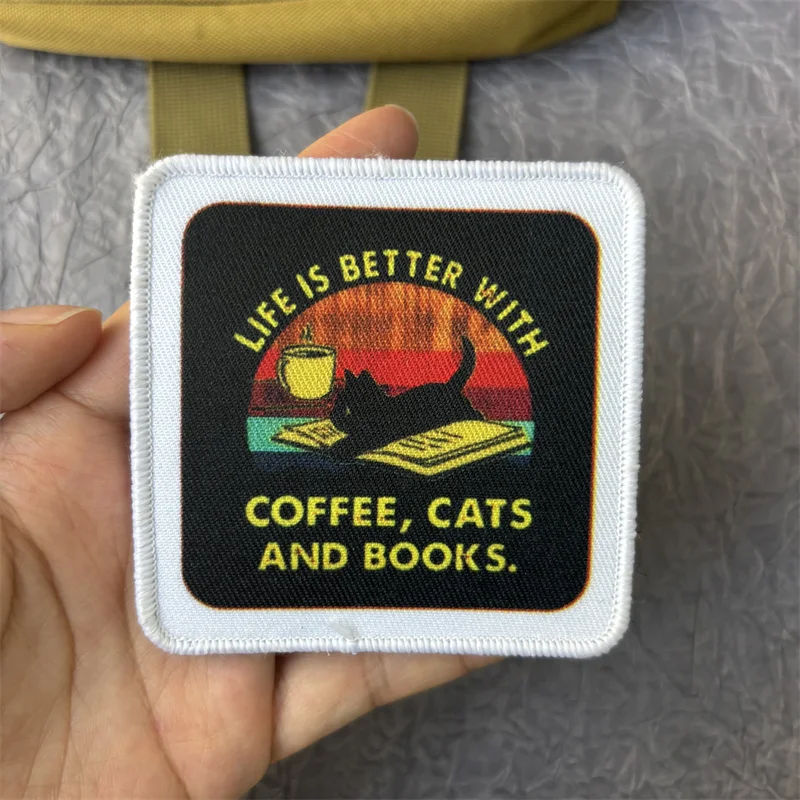 LIFE IS BETTER WITH
COFFEE, CATS
AND BOOKS.